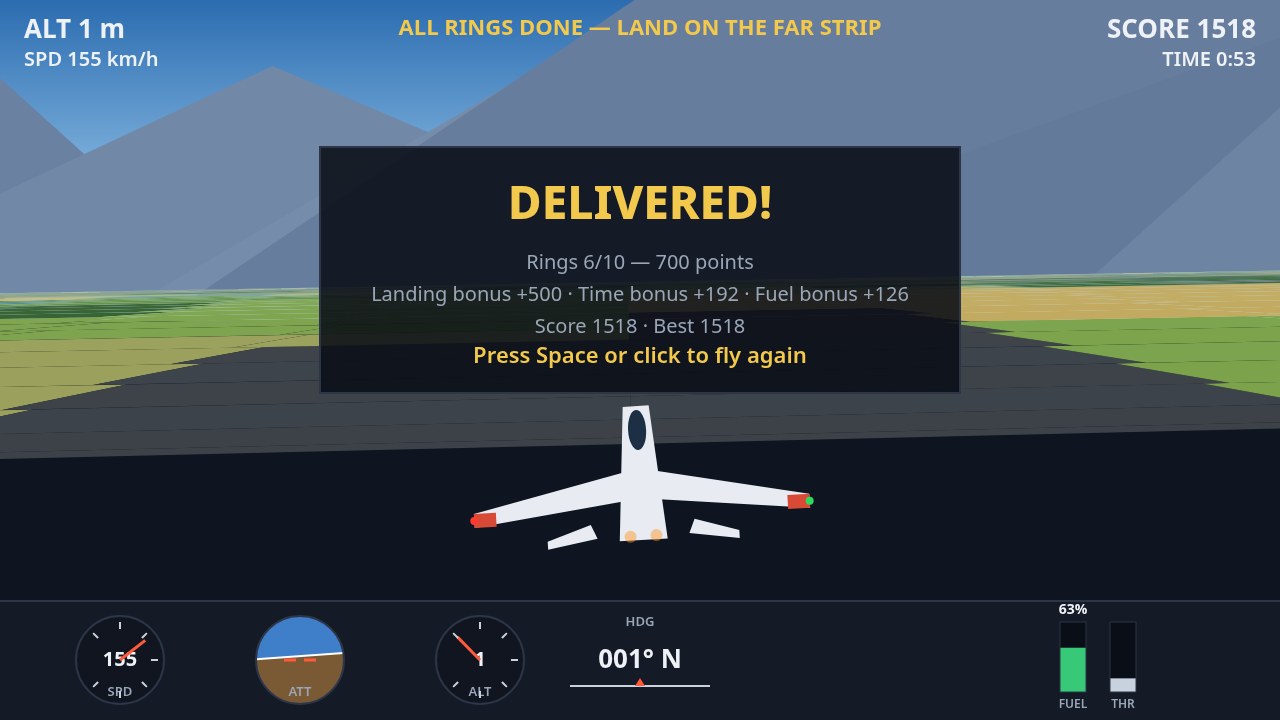 ALT 1 m
SPD 155 km/h
ALL RINGS DONE — LAND ON THE FAR STRIP
SCORE 1518
TIME 0:53
DELIVERED!
Rings 6/10 — 700 points
Landing bonus +500 · Time bonus +192 · Fuel bonus +126
Score 1518 · Best 1518
Press Space or click to fly again
155
SPD
ATT
1
ALT
HDG
001° N
63%
FUEL
THR